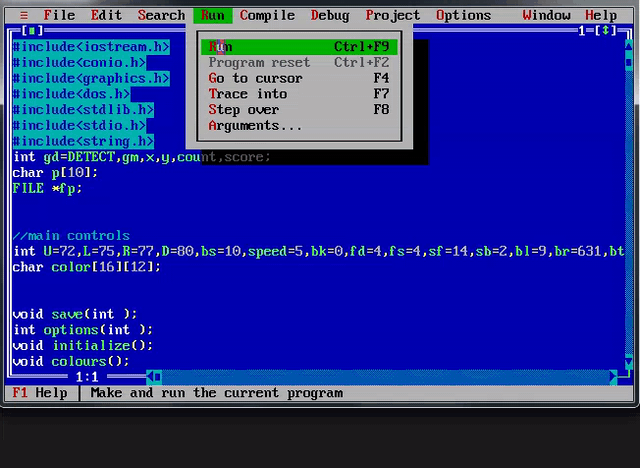 ≡ File Edit Search Run Compile Debug Project Options Window Help
[■] 1=[↕]
#include<iostream.h>
#include<conio.h>
#include<graphics.h>
#include<dos.h>
#include<stdlib.h>
#include<stdio.h>
#include<string.h>
Run Ctrl+F9
Program reset Ctrl+F2
Go to cursor F4
Trace into F7
Step over F8
Arguments...
int gd=DETECT,gm,x,y,count,score;
char p[10];
FILE *fp;
//main controls
int U=72,L=75,R=77,D=80,bs=10,speed=5,bk=0,fd=4,fs=4,sf=14,sb=2,bl=9,br=631,bt
char color[16][12];
void save(int );
int options(int );
void initialize();
void colours();
1:1
F1 Help | Make and run the current program